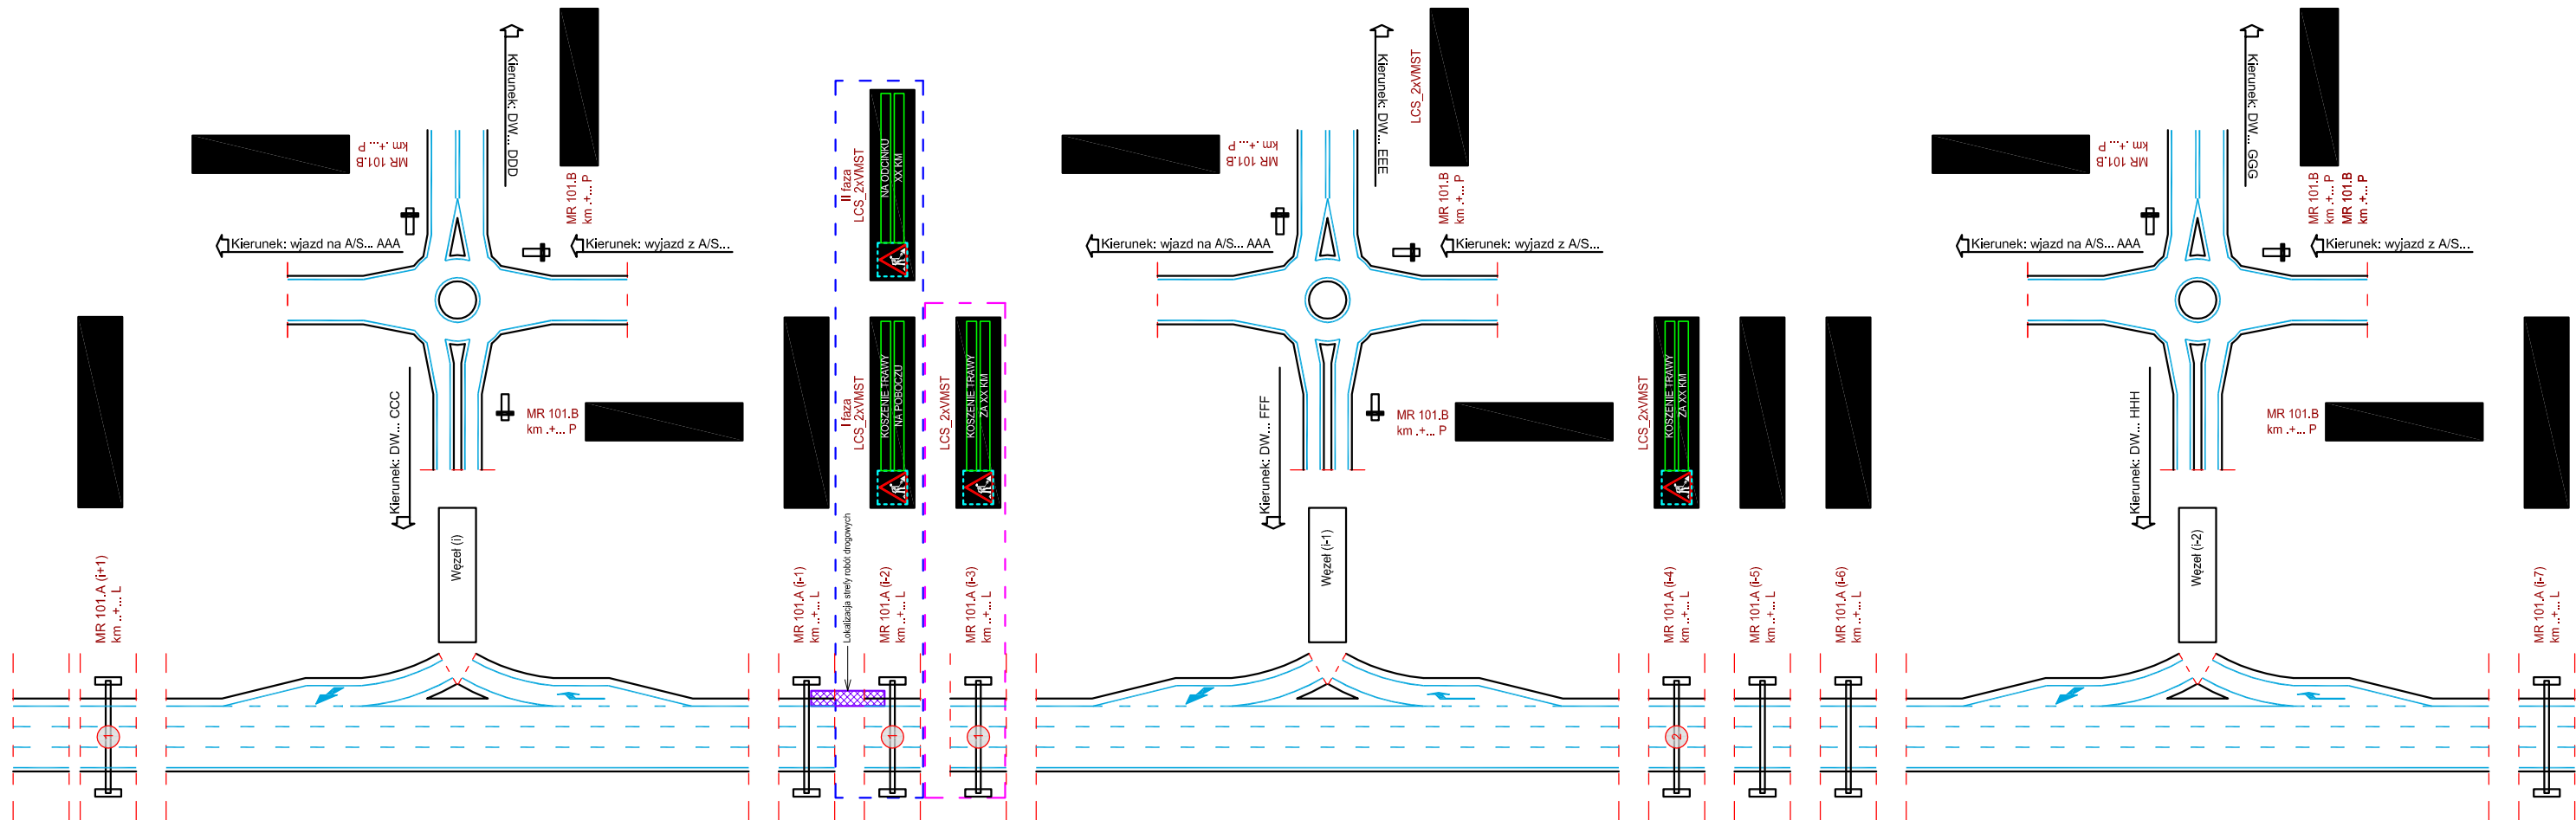 Kierunek: DW... DDD
MR 101.B
km .+... P
MR 101.B
km .+... P
Kierunek: wjazd na A/S... AAA
Kierunek: wyjazd z A/S...
Kierunek: DW... CCC
MR 101.B
km .+... P
Węzeł (i)
MR 101.A (i+1)
km ..+... L
1
II faza
LCS_2xVMST
NA ODCINKU
XX KM
I faza
LCS_2xVMST
KOSZENIE TRAWY
NA POBOCZU
LCS_2xVMST
KOSZENIE TRAWY
ZA XX KM
Lokalizacja strefy robót drogowych
MR 101.A (i-1)
km ..+... L
MR 101.A (i-2)
km ..+... L
1
MR 101.A (i-3)
km ..+... L
1
Kierunek: DW... EEE
LCS_2xVMST
MR 101.B
km .+... P
MR 101.B
km .+... P
Kierunek: wjazd na A/S... AAA
Kierunek: wyjazd z A/S...
Kierunek: DW... FFF
MR 101.B
km .+... P
Węzeł (i-1)
LCS_2xVMST
KOSZENIE TRAWY
ZA XX KM
MR 101.A (i-4)
km ..+... L
2
MR 101.A (i-5)
km ..+... L
MR 101.A (i-6)
km ..+... L
Kierunek: DW... GGG
MR 101.B
km .+... P
MR 101.B
km .+... P
MR 101.B
km .+... P
Kierunek: wjazd na A/S... AAA
Kierunek: wyjazd z A/S...
Kierunek: DW... HHH
MR 101.B
km .+... P
Węzeł (i-2)
MR 101.A (i-7)
km ..+... L